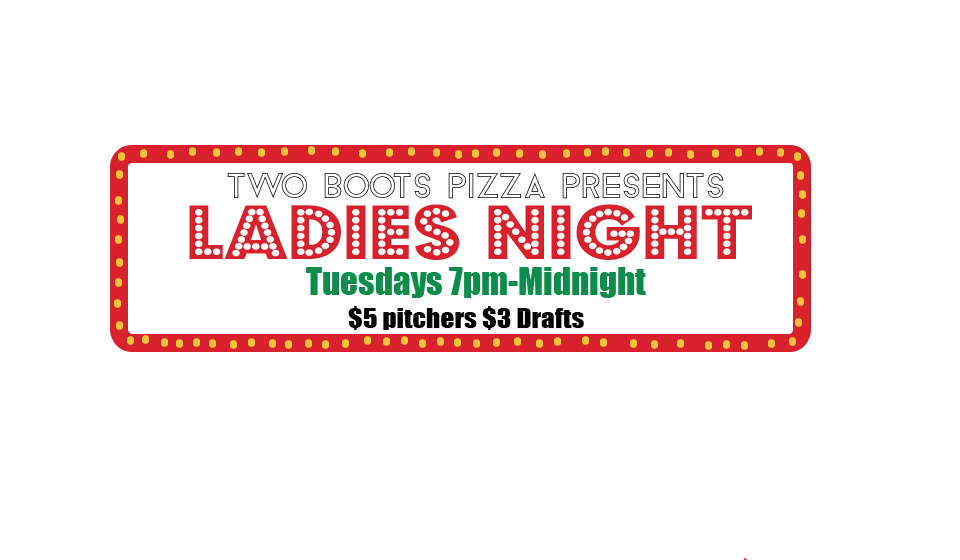 TWO BOOTS PIZZA PRESENTS
LADIES NIGHT
Tuesdays 7pm-Midnight
$5 pitchers $3 Drafts